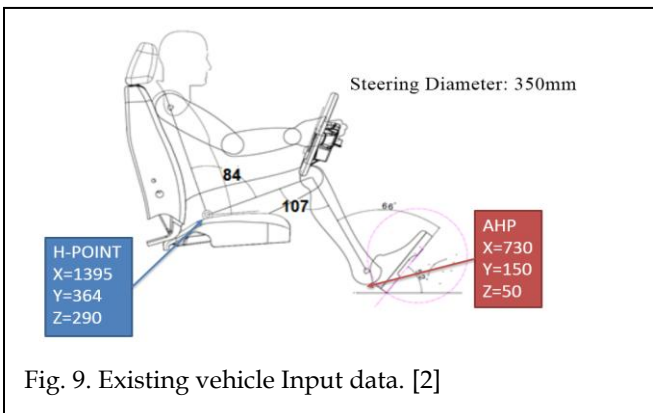 Steering Diameter: 350mm
84
107
66°
H-POINT
X=1395
Y=364
Z=290
AHP
X=730
Y=150
Z=50
Fig. 9. Existing vehicle Input data. [2]